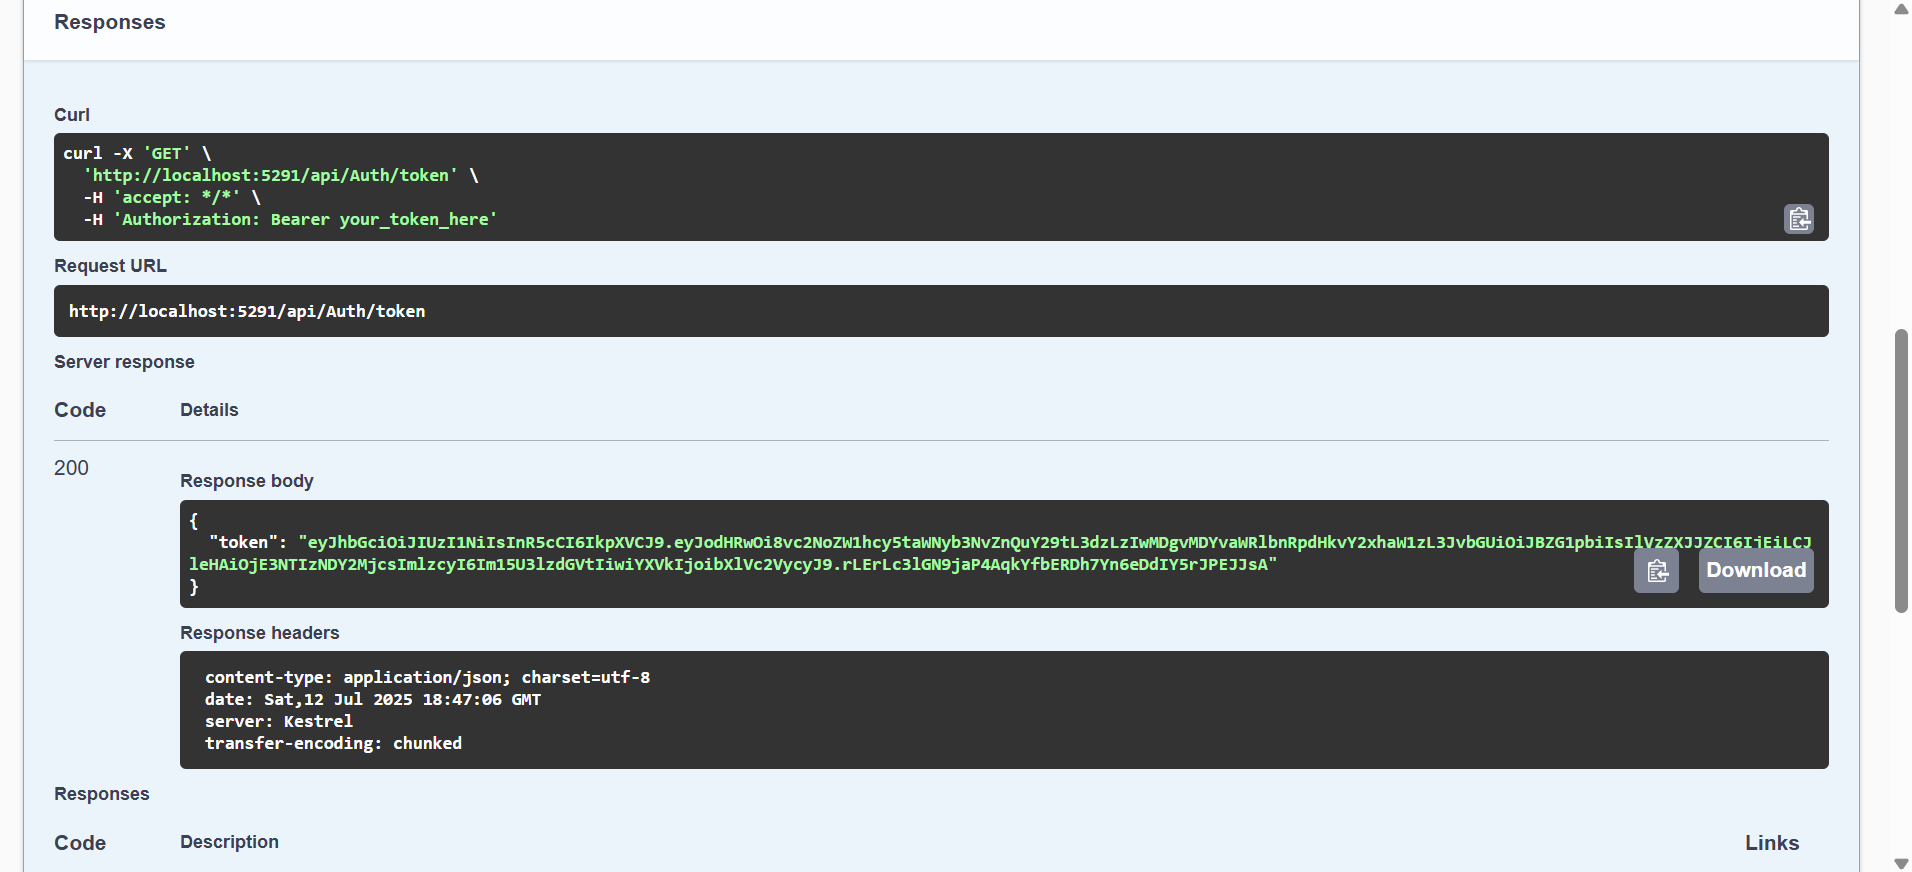 Responses
Curl
curl -X 'GET' \
'http://localhost:5291/api/Auth/token' \
-H 'accept: */*' \
-H 'Authorization: Bearer your_token_here'
Request URL
http://localhost:5291/api/Auth/token
Server response
Code Details
200
Response body
{
"token": "eyJhbGciOiJIUzI1NiIsInR5cCI6IkpXVCJ9.eyJodHRwOi8vc2NoZW1hcy5taWNyb3NvZnQuY29tL3dzLzIwMDgvMDYvaWRlbnRpdHkvY2xhaW1zL3JvbGUiOiJBZG1pbiIsIlVzZXJJZCI6IjEiLCJ
leHAiOjE3NTIzNDY2MjcsImlzcyI6Im15U3lzdGVtIiwiYXVkIjoibXlVc2VycyJ9.rLErLc3lGN9jaP4AqkYfbERDh7Yn6eDdIY5rJPEJJsA"
}
Download
Response headers
content-type: application/json; charset=utf-8
date: Sat,12 Jul 2025 18:47:06 GMT
server: Kestrel
transfer-encoding: chunked
Responses
Code Description Links